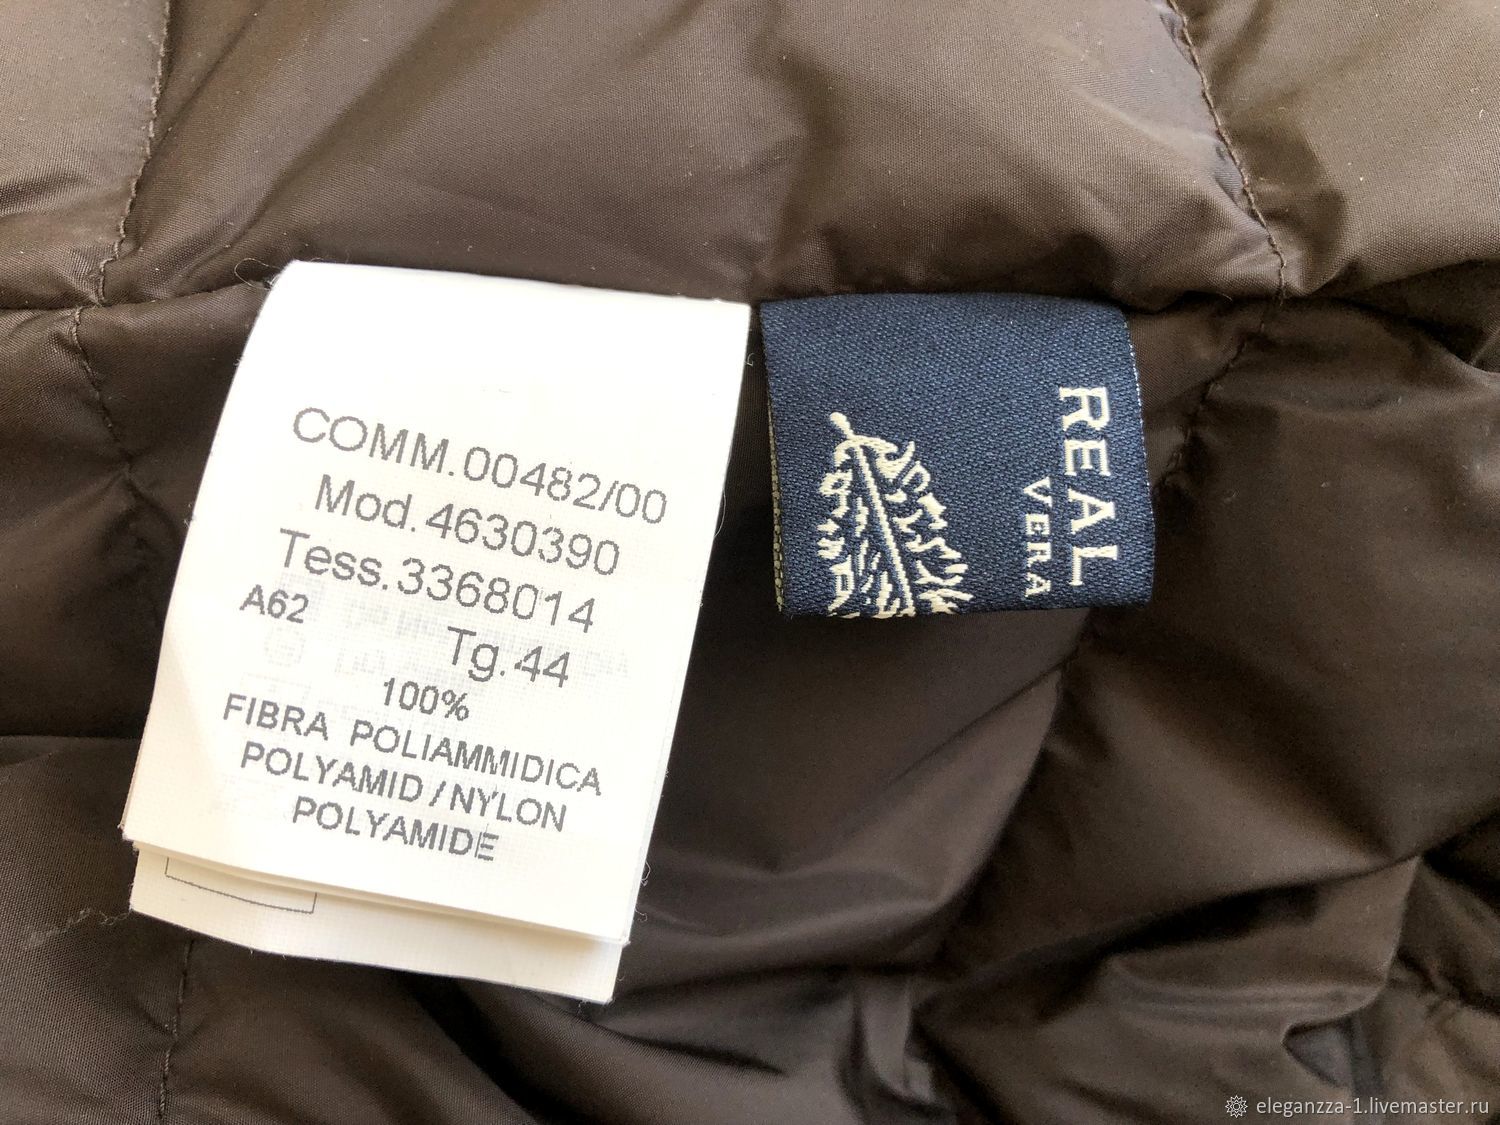 COMM.00482/00
Mod.4630390
Tess.3368014
A62
Tg.44
100%
FIBRA POLIAMMIDICA
POLYAMID/NYLON
POLYAMIDE
REAL
VERA
eleganzza-1.livemaster.ru